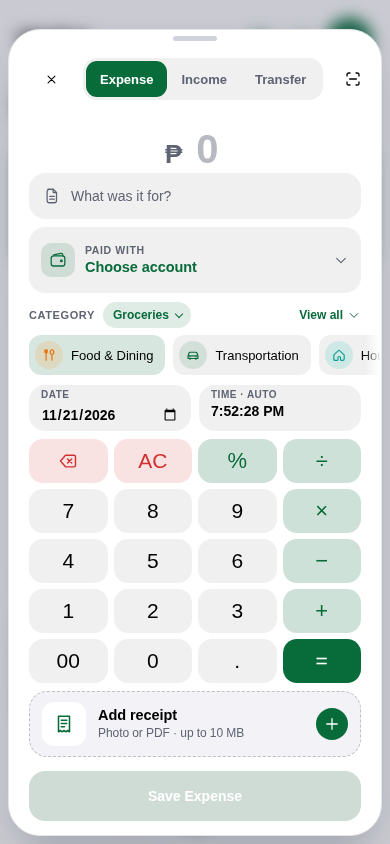 Expense Income Transfer
₱ 0
What was it for?
PAID WITH
Choose account
CATEGORY Groceries View all
Food & Dining Transportation
DATE TIME · AUTO
11/21/2026 7:52:28 PM
AC % ÷
7 8 9 ×
4 5 6 −
1 2 3 +
00 0 . =
Add receipt
Photo or PDF · up to 10 MB
Save Expense